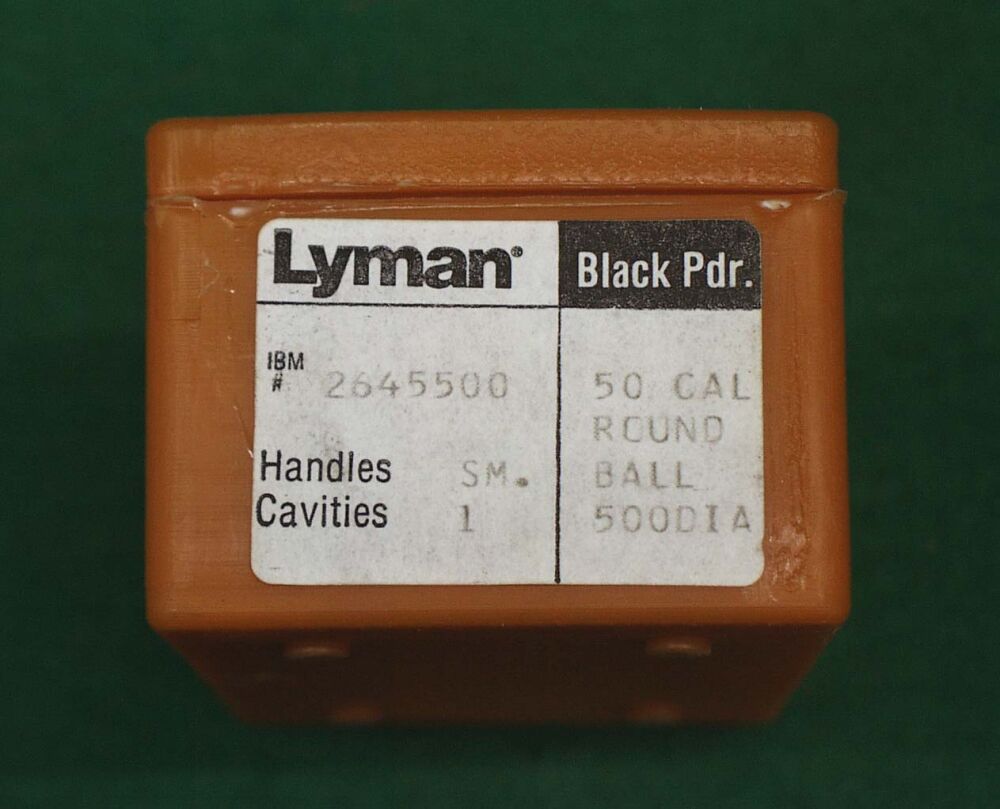 Lyman®
Black Pdr.
IBM
# 2645500
Handles SM.
Cavities 1
50 CAL
ROUND
BALL
500DIA